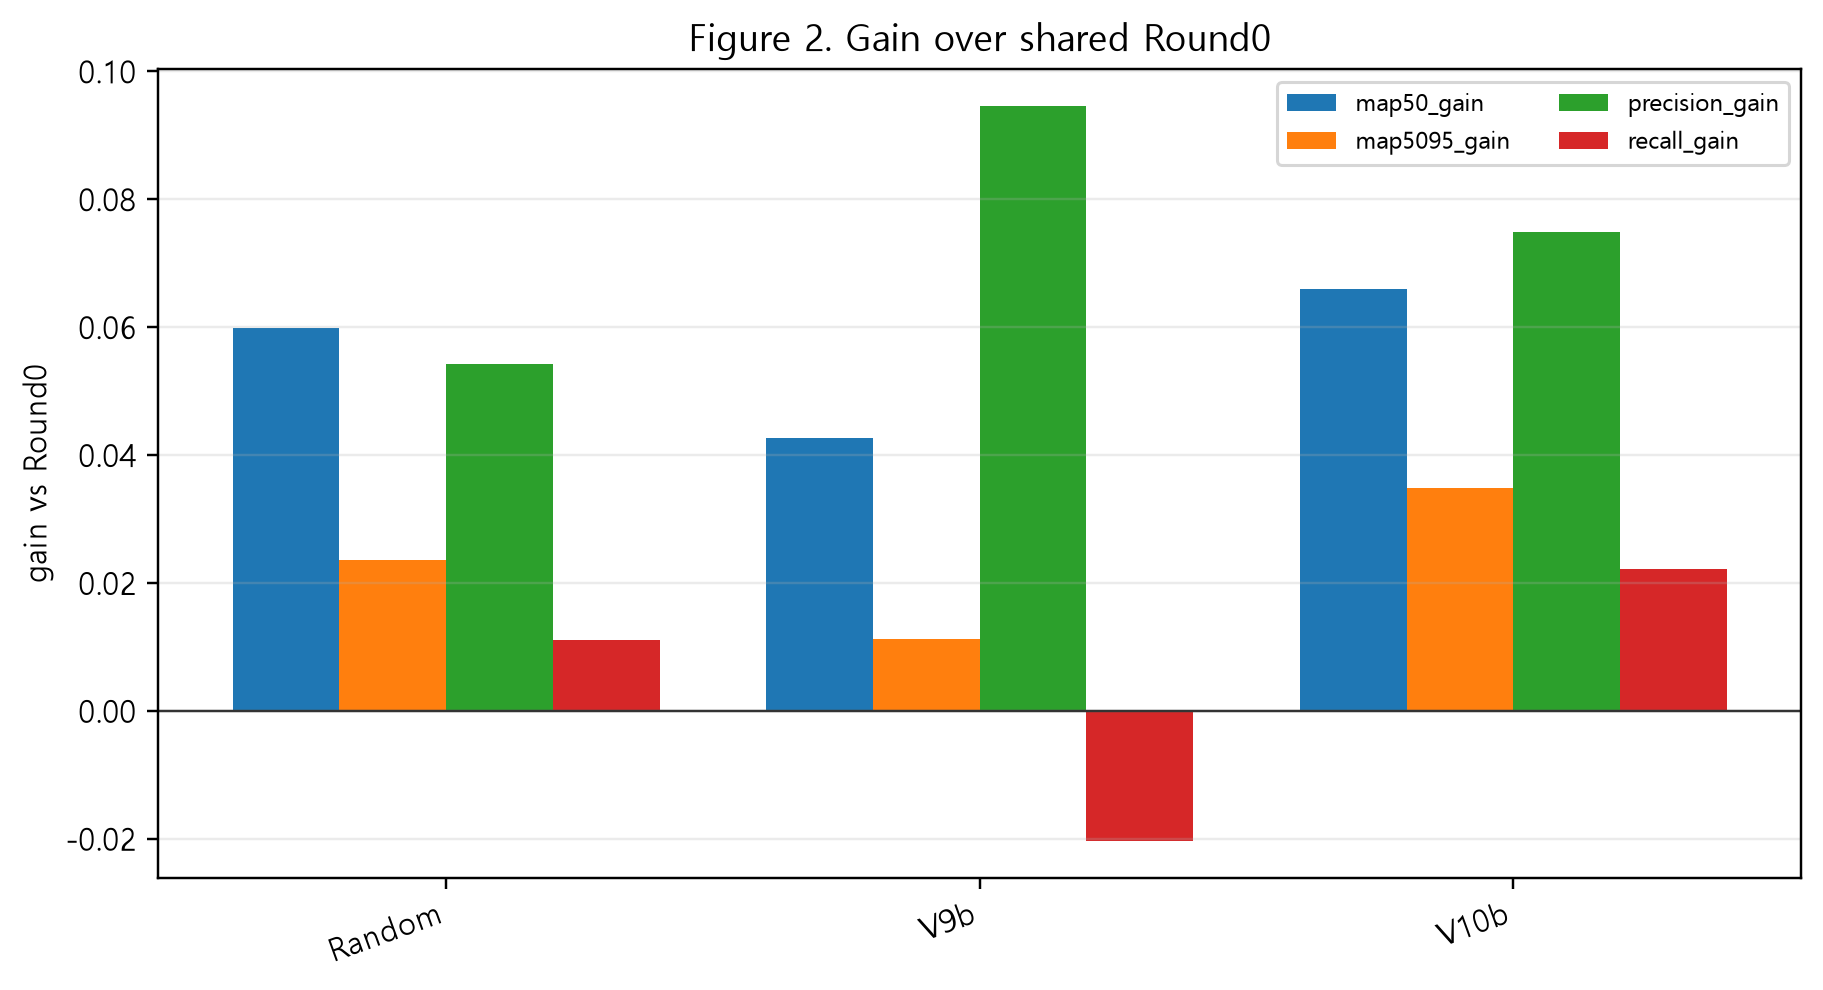 Figure 2. Gain over shared Round0
map50_gain
map5095_gain
precision_gain
recall_gain
gain vs Round0
0.10
0.08
0.06
0.04
0.02
0.00
-0.02
Random
V9b
V10b